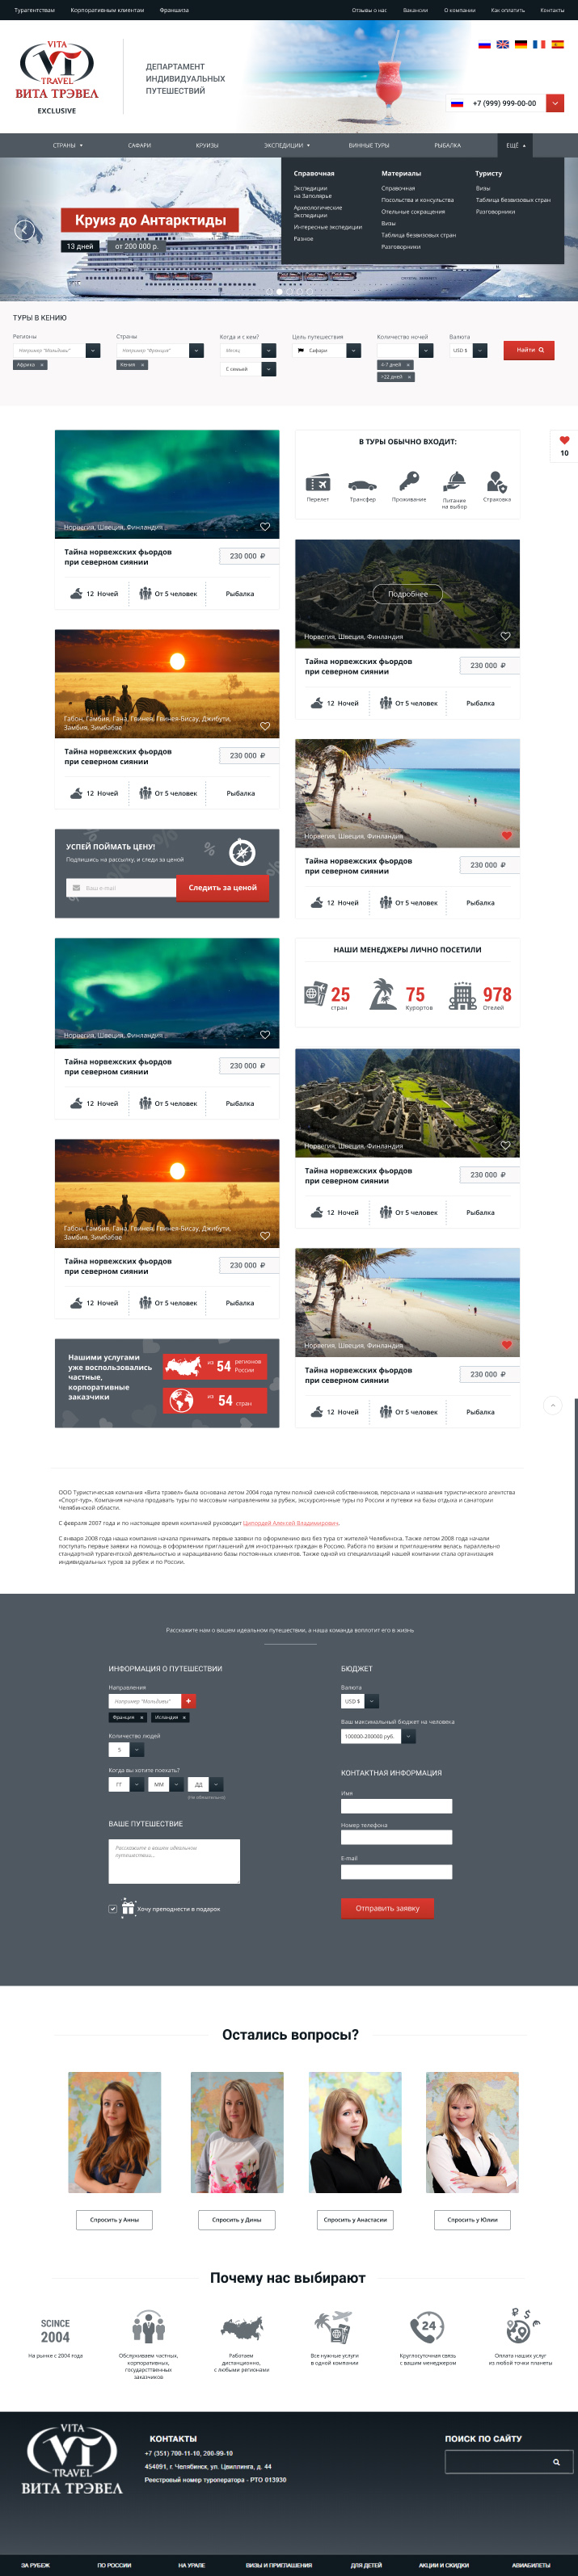 Турагентствам Корпоративным клиентам Франшиза Отзывы о нас Вакансии О компании Как оплатить Контакты
VITA
VT
TRAVEL
ВИТА ТРЭВЕЛ
EXCLUSIVE
ДЕПАРТАМЕНТ
ИНДИВИДУАЛЬНЫХ
ПУТЕШЕСТВИЙ
+7 (999) 999-00-00
СТРАНЫ САФАРИ КРУИЗЫ ЭКСПЕДИЦИИ ВИННЫЕ ТУРЫ РЫБАЛКА ЕЩЁ
Справочная
Экспедиции
на Заполярье
Археологические
Экспедиции
Интересные экспедиции
Разное
Материалы
Справочная
Посольства и консульства
Отельные сокращения
Визы
Таблица безвизовых стран
Разговорники
Туристу
Визы
Таблица безвизовых стран
Разговорники
Круиз до Антарктиды
13 дней от 200 000 р.
ТУРЫ В КЕНИЮ
Регионы Страны Когда и с кем? Цель путешествия Количество ночей Валюта
Например "Мальдивы" Например "Франция" Месяц Сафари USD $ Найти
Африка × Кения × С семьей 4-7 дней ×
>22 дней ×
10
Норвегия, Швеция, Финляндия
Тайна норвежских фьордов
при северном сиянии
230 000 ₽
12 Ночей От 5 человек Рыбалка
В ТУРЫ ОБЫЧНО ВХОДИТ:
Перелет Трансфер Проживание Питание
на выбор Страховка
Подробнее
Норвегия, Швеция, Финляндия
Тайна норвежских фьордов
при северном сиянии
230 000 ₽
12 Ночей От 5 человек Рыбалка
Габон, Гамбия, Гана, Гвинея, Гвинея-Бисау, Джибути,
Замбия, Зимбабве
Тайна норвежских фьордов
при северном сиянии
230 000 ₽
12 Ночей От 5 человек Рыбалка
Норвегия, Швеция, Финляндия
Тайна норвежских фьордов
при северном сиянии
230 000 ₽
12 Ночей От 5 человек Рыбалка
УСПЕЙ ПОЙМАТЬ ЦЕНУ!
Подпишись на рассылку, и следи за ценой
Ваш e-mail Следить за ценой
Норвегия, Швеция, Финляндия
Тайна норвежских фьордов
при северном сиянии
230 000 ₽
12 Ночей От 5 человек Рыбалка
НАШИ МЕНЕДЖЕРЫ ЛИЧНО ПОСЕТИЛИ
25 стран
75 Курортов
978 Отелей
Норвегия, Швеция, Финляндия
Тайна норвежских фьордов
при северном сиянии
230 000 ₽
12 Ночей От 5 человек Рыбалка
Габон, Гамбия, Гана, Гвинея, Гвинея-Бисау, Джибути,
Замбия, Зимбабве
Тайна норвежских фьордов
при северном сиянии
230 000 ₽
12 Ночей От 5 человек Рыбалка
Норвегия, Швеция, Финляндия
Тайна норвежских фьордов
при северном сиянии
230 000 ₽
12 Ночей От 5 человек Рыбалка
Нашими услугами
уже воспользовались
частные,
корпоративные
заказчики
из 54 регионов
России
из 54 стран
ООО Туристическая компания «Вита трэвел» была основана летом 2004 года путем полной сменой собственников, персонала и названия туристического агентства
«Спорт-тур». Компания начала продавать туры по массовым направлениям за рубеж, экскурсионные туры по России и путевки на базы отдыха и санатории
Челябинской области.
С февраля 2007 года и по настоящее время компанией руководит Ципордей Алексей Владимирович.
С января 2008 года наша компания начала принимать первые заявки по оформлению виз без тура от жителей Челябинска. Также летом 2008 года начали
поступать первые заявки на помощь в оформлении приглашений для иностранных граждан в Россию. Работа по визам и приглашениям велась параллельно
стандартной турагентской деятельностью и наращиванию базы постоянных клиентов. Также одной из специализаций нашей компании стала организация
индивидуальных туров за рубеж и по России.
Расскажите нам о вашем идеальном путешествии, а наша команда воплотит его в жизнь
ИНФОРМАЦИЯ О ПУТЕШЕСТВИИ
Направления
Например "Мальдивы" +
Франция × Исландия ×
Количество людей
5
Когда вы хотите поехать?
ГГ ММ ДД
(Не обязательно)
ВАШЕ ПУТЕШЕСТВИЕ
Расскажите о вашем идеальном
путешествии...
Хочу преподнести в подарок
БЮДЖЕТ
Валюта
USD $
Ваш максимальный бюджет на человека
100000-200000 руб.
КОНТАКТНАЯ ИНФОРМАЦИЯ
Имя
Номер телефона
E-mail
Отправить заявку
Остались вопросы?
Спросить у Анны Спросить у Дины Спросить у Анастасии Спросить у Юлии
Почему нас выбирают
SCINCE
2004
На рынке с 2004 года
Обслуживаем частных,
корпоративных,
государственных
заказчиков
Работаем
дистанционно,
с любыми регионами
Все нужные услуги
в одной компании
24
Круглосуточная связь
с вашим менеджером
Оплата наших услуг
из любой точки планеты
VITA
VT
TRAVEL
ВИТА ТРЭВЕЛ
КОНТАКТЫ
+7 (351) 700-11-10, 200-99-10
454091, г. Челябинск, ул. Цвиллинга, д. 44
Реестровый номер туроператора - РТО 013930
ПОИСК ПО САЙТУ
ЗА РУБЕЖ ПО РОССИИ НА УРАЛЕ ВИЗЫ И ПРИГЛАШЕНИЯ ДЛЯ ДЕТЕЙ АКЦИИ И СКИДКИ АВИАБИЛЕТЫ